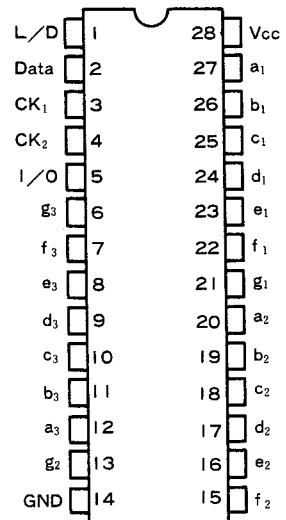 L/D 1 28 Vcc
Data 2 27 a₁
CK₁ 3 26 b₁
CK₂ 4 25 c₁
I/O 5 24 d₁
g₃ 6 23 e₁
f₃ 7 22 f₁
e₃ 8 21 g₁
d₃ 9 20 a₂
c₃ 10 19 b₂
b₃ 11 18 c₂
a₃ 12 17 d₂
g₂ 13 16 e₂
GND 14 15 f₂